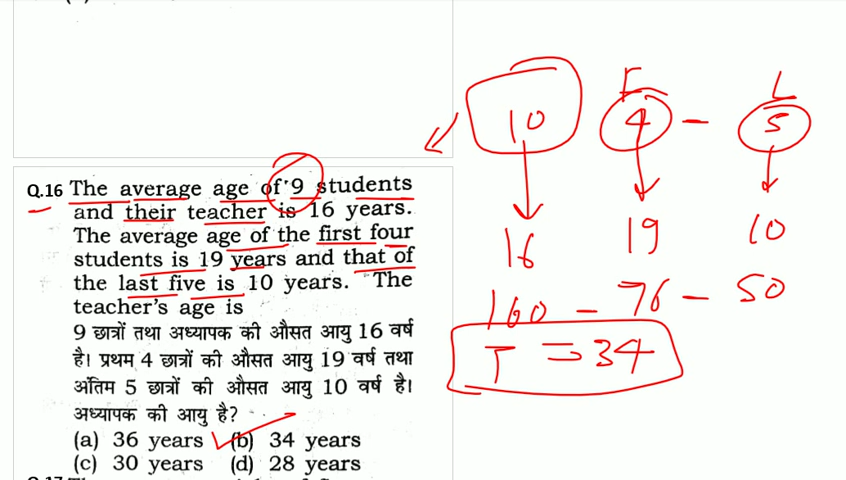 Q.16 The average age of 9 students
and their teacher is 16 years.
The average age of the first four
students is 19 years and that of
the last five is 10 years. The
teacher's age is
9 छात्रों तथा अध्यापक की औसत आयु 16 वर्ष
है। प्रथम 4 छात्रों की औसत आयु 19 वर्ष तथा
अंतिम 5 छात्रों की औसत आयु 10 वर्ष है।
अध्यापक की आयु है?
(a) 36 years (b) 34 years
(c) 30 years (d) 28 years
F L
10 4 - 5
16 19 10
160 - 76 - 50
T = 34